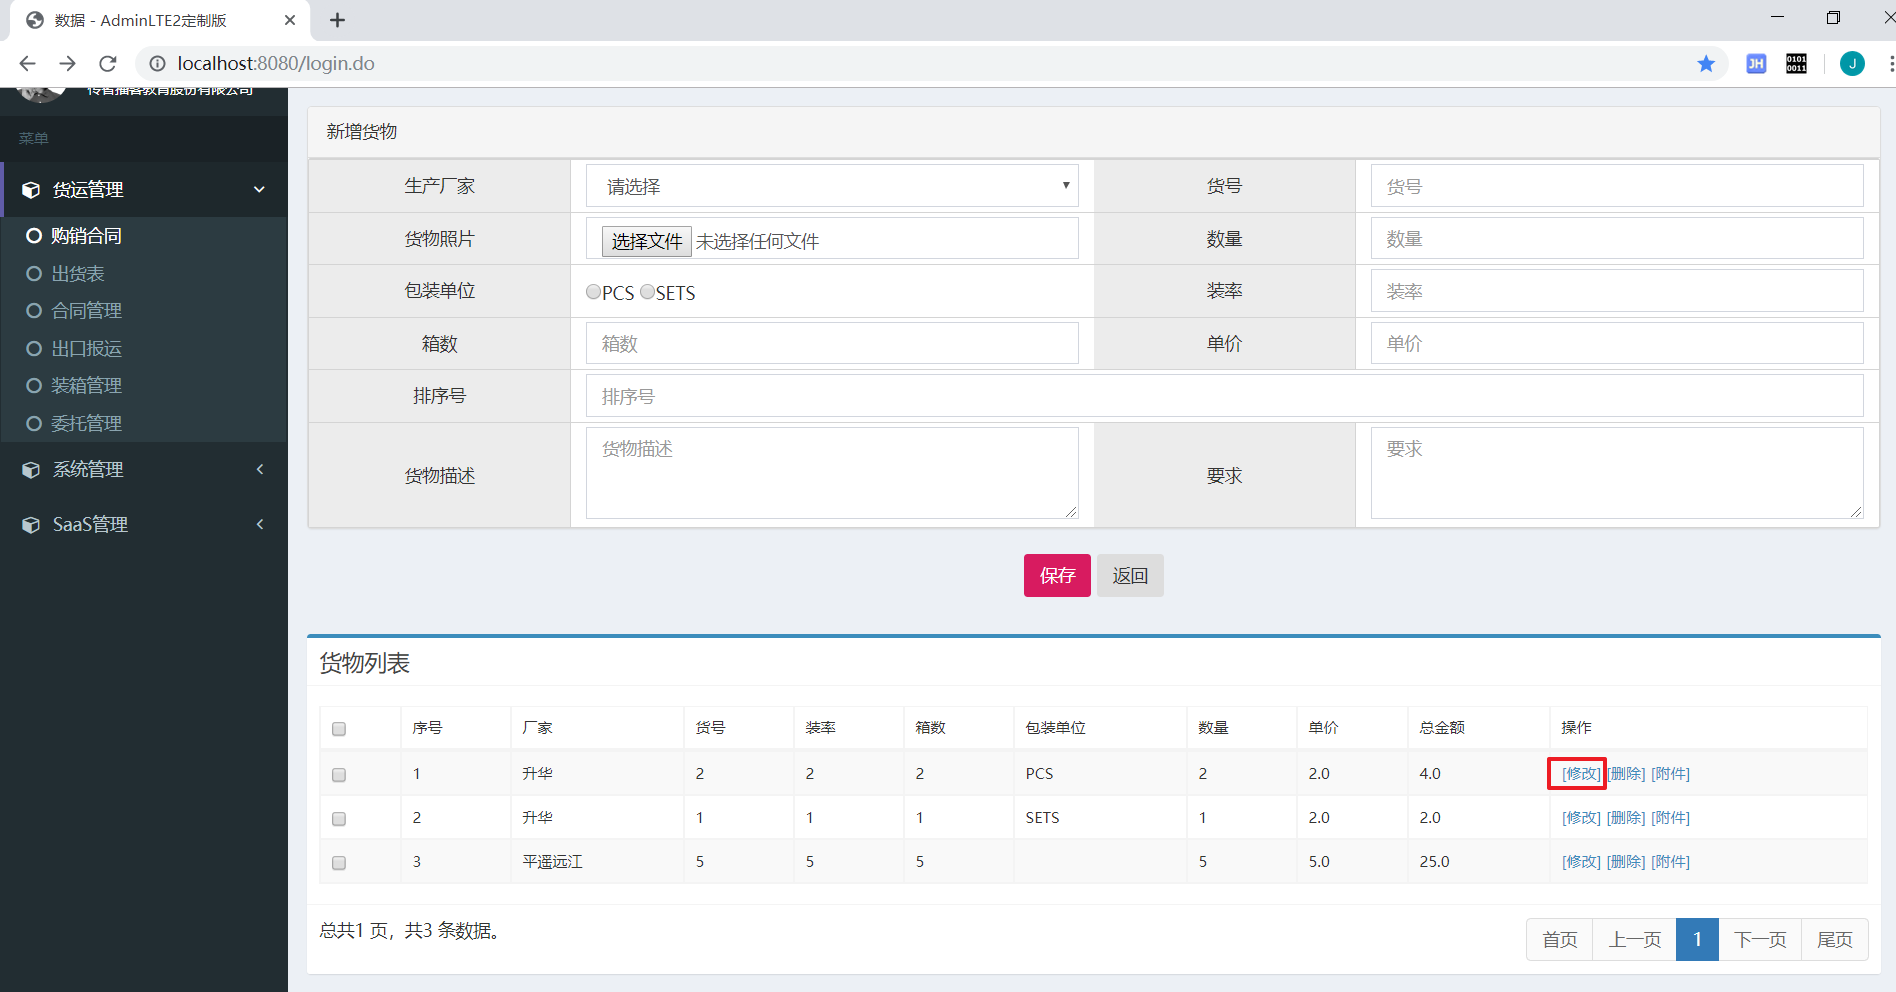 数据 - AdminLTE2定制版
localhost:8080/login.do
JH
0101
0011
J
传智播客教育股份有限公司
菜单
货运管理
购销合同
出货表
合同管理
出口报运
装箱管理
委托管理
系统管理
SaaS管理
新增货物
生产厂家 请选择 货号 货号
货物照片 选择文件 未选择任何文件 数量 数量
包装单位 PCS SETS 装率 装率
箱数 箱数 单价 单价
排序号 排序号
货物描述 货物描述 要求 要求
保存 返回
货物列表
序号 厂家 货号 装率 箱数 包装单位 数量 单价 总金额 操作
1 升华 2 2 2 PCS 2 2.0 4.0 [修改] [删除] [附件]
2 升华 1 1 1 SETS 1 2.0 2.0 [修改] [删除] [附件]
3 平遥远江 5 5 5 5 5.0 25.0 [修改] [删除] [附件]
总共1 页，共3 条数据。
首页 上一页 1 下一页 尾页